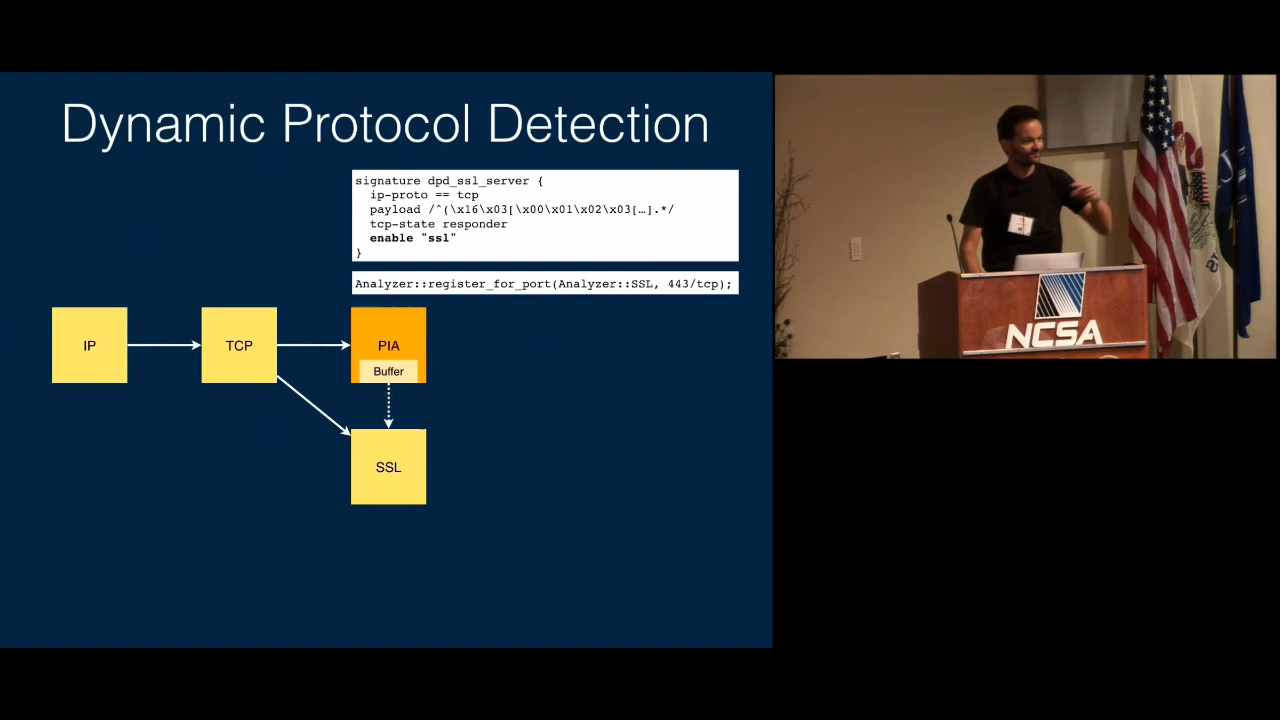 Dynamic Protocol Detection
signature dpd_ssl_server {
ip-proto == tcp
payload /^(\x16\x03[\x00\x01\x02\x03[…].*/
tcp-state responder
enable "ssl"
}
Analyzer::register_for_port(Analyzer::SSL, 443/tcp);
IP
TCP
PIA
Buffer
SSL
NCSA